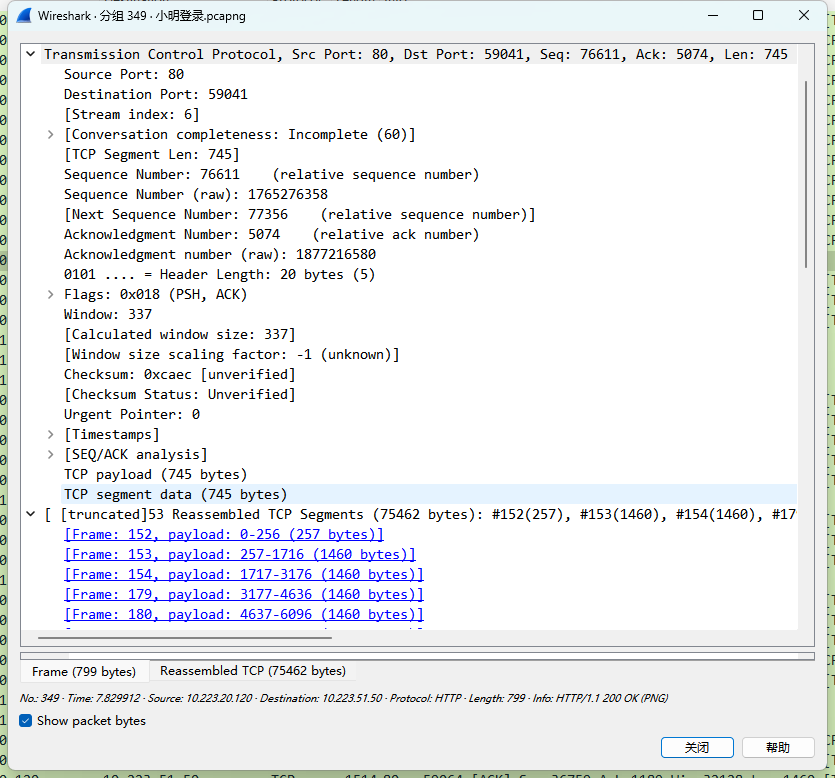 Wireshark · 分组 349 · 小明登录.pcapng
Transmission Control Protocol, Src Port: 80, Dst Port: 59041, Seq: 76611, Ack: 5074, Len: 745
Source Port: 80
Destination Port: 59041
[Stream index: 6]
[Conversation completeness: Incomplete (60)]
[TCP Segment Len: 745]
Sequence Number: 76611    (relative sequence number)
Sequence Number (raw): 1765276358
[Next Sequence Number: 77356    (relative sequence number)]
Acknowledgment Number: 5074    (relative ack number)
Acknowledgment number (raw): 1877216580
0101 .... = Header Length: 20 bytes (5)
Flags: 0x018 (PSH, ACK)
Window: 337
[Calculated window size: 337]
[Window size scaling factor: -1 (unknown)]
Checksum: 0xcaec [unverified]
[Checksum Status: Unverified]
Urgent Pointer: 0
[Timestamps]
[SEQ/ACK analysis]
TCP payload (745 bytes)
TCP segment data (745 bytes)
[ [truncated]53 Reassembled TCP Segments (75462 bytes): #152(257), #153(1460), #154(1460), #17
[Frame: 152, payload: 0-256 (257 bytes)]
[Frame: 153, payload: 257-1716 (1460 bytes)]
[Frame: 154, payload: 1717-3176 (1460 bytes)]
[Frame: 179, payload: 3177-4636 (1460 bytes)]
[Frame: 180, payload: 4637-6096 (1460 bytes)]
Frame (799 bytes)
Reassembled TCP (75462 bytes)
No.: 349 · Time: 7.829912 · Source: 10.223.20.120 · Destination: 10.223.51.50 · Protocol: HTTP · Length: 799 · Info: HTTP/1.1 200 OK (PNG)
Show packet bytes
关闭
帮助